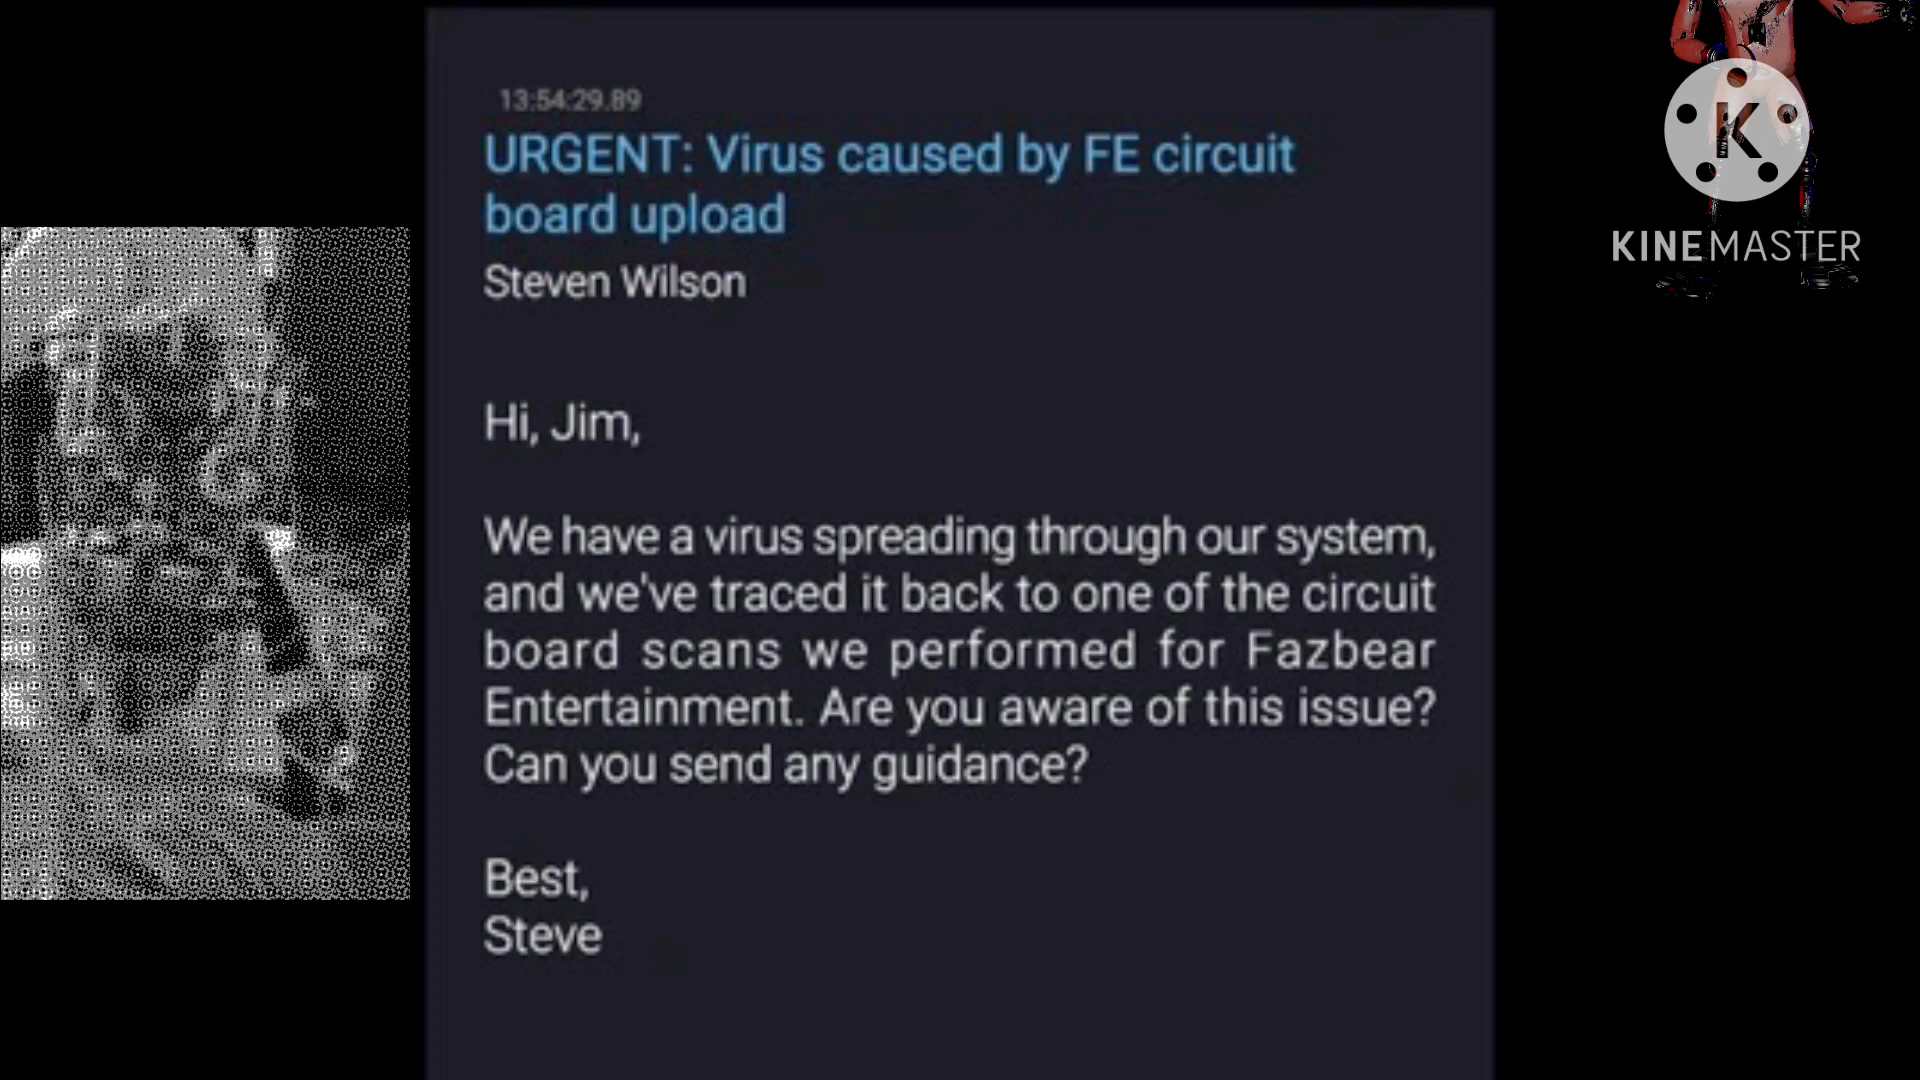 13:54:29.89
URGENT: Virus caused by FE circuit
board upload
Steven Wilson
Hi, Jim,
We have a virus spreading through our system,
and we've traced it back to one of the circuit
board scans we performed for Fazbear
Entertainment. Are you aware of this issue?
Can you send any guidance?
Best,
Steve
K
KINEMASTER